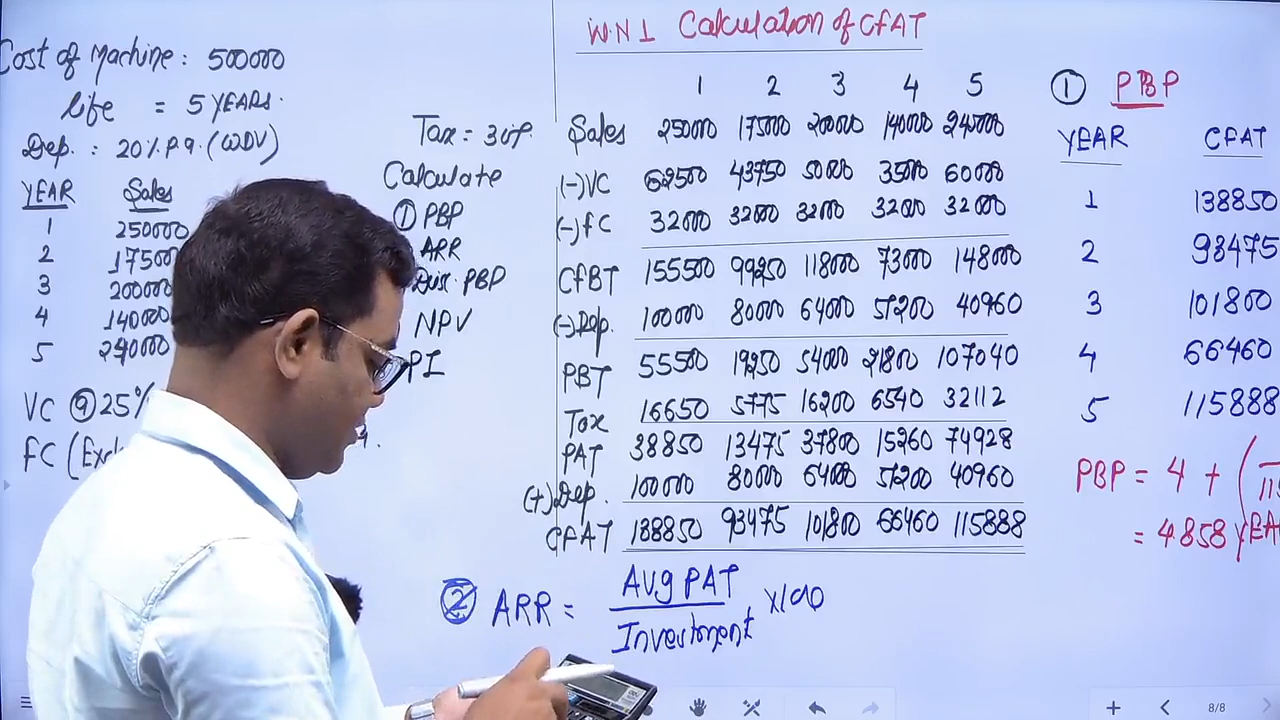 Cost of Machine: 500000
life = 5 YEARS.
Dep. : 20% P.a. (WDV)
YEAR Sales
1 250000
2 175000
3 200000
4 140000
5 240000
VC @ 25%
FC (Excl
Tax = 30%
Calculate
① PBP
ARR
Disc. PBP
NPV
PI
W.N 1 Calculation of CFAT
1 2 3 4 5
Sales 250000 175000 200000 140000 240000
(-) VC 62500 43750 50000 35000 60000
(-) FC 32000 32000 32000 32000 32000
CFBT 155500 99250 118000 73000 148000
(-) Dep. 100000 80000 64000 51200 40960
PBT 55500 19250 54000 21800 107040
Tax 16650 5775 16200 6540 32112
PAT 38850 13475 37800 15260 74928
(+) Dep. 100000 80000 64000 51200 40960
CFAT 138850 93475 101800 66460 115888
② ARR = Avg PAT
Investment
X100
① PBP
YEAR CFAT
1 138850
2 93475
3 101800
4 66460
5 115888
PBP = 4 + (
= 4.858 YEA
8/8